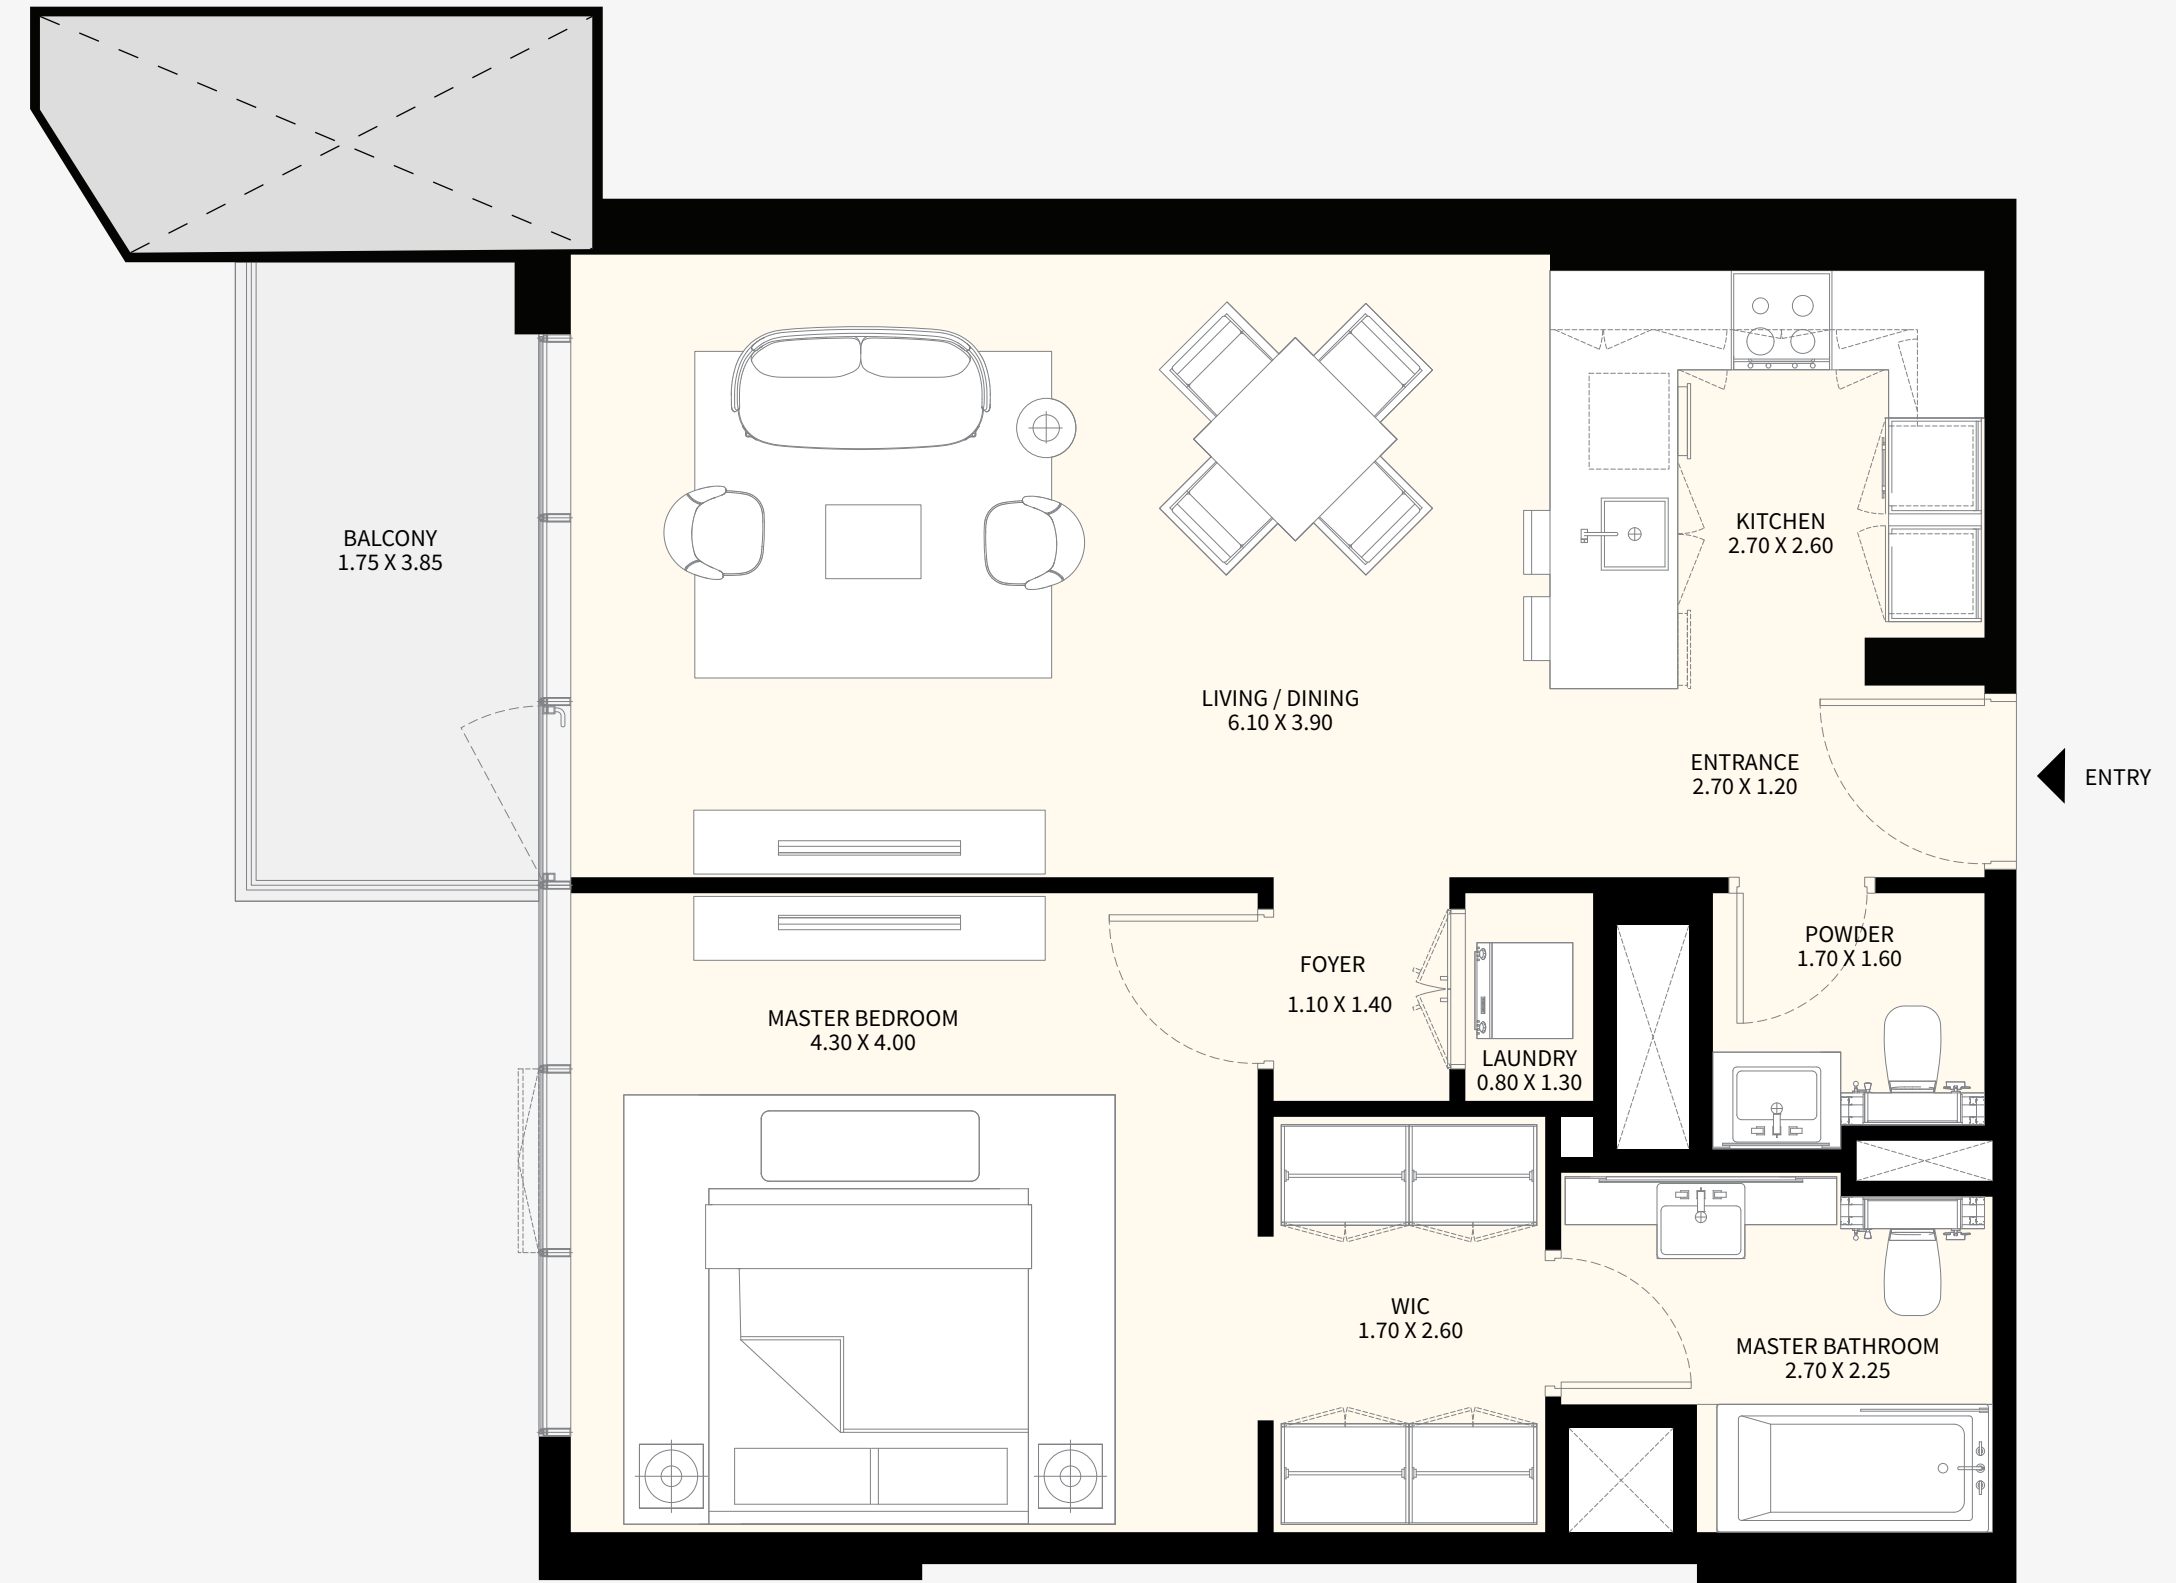 BALCONY
1.75 X 3.85
KITCHEN
2.70 X 2.60
LIVING / DINING
6.10 X 3.90
ENTRANCE
2.70 X 1.20
ENTRY
POWDER
1.70 X 1.60
FOYER
1.10 X 1.40
MASTER BEDROOM
4.30 X 4.00
LAUNDRY
0.80 X 1.30
WIC
1.70 X 2.60
MASTER BATHROOM
2.70 X 2.25